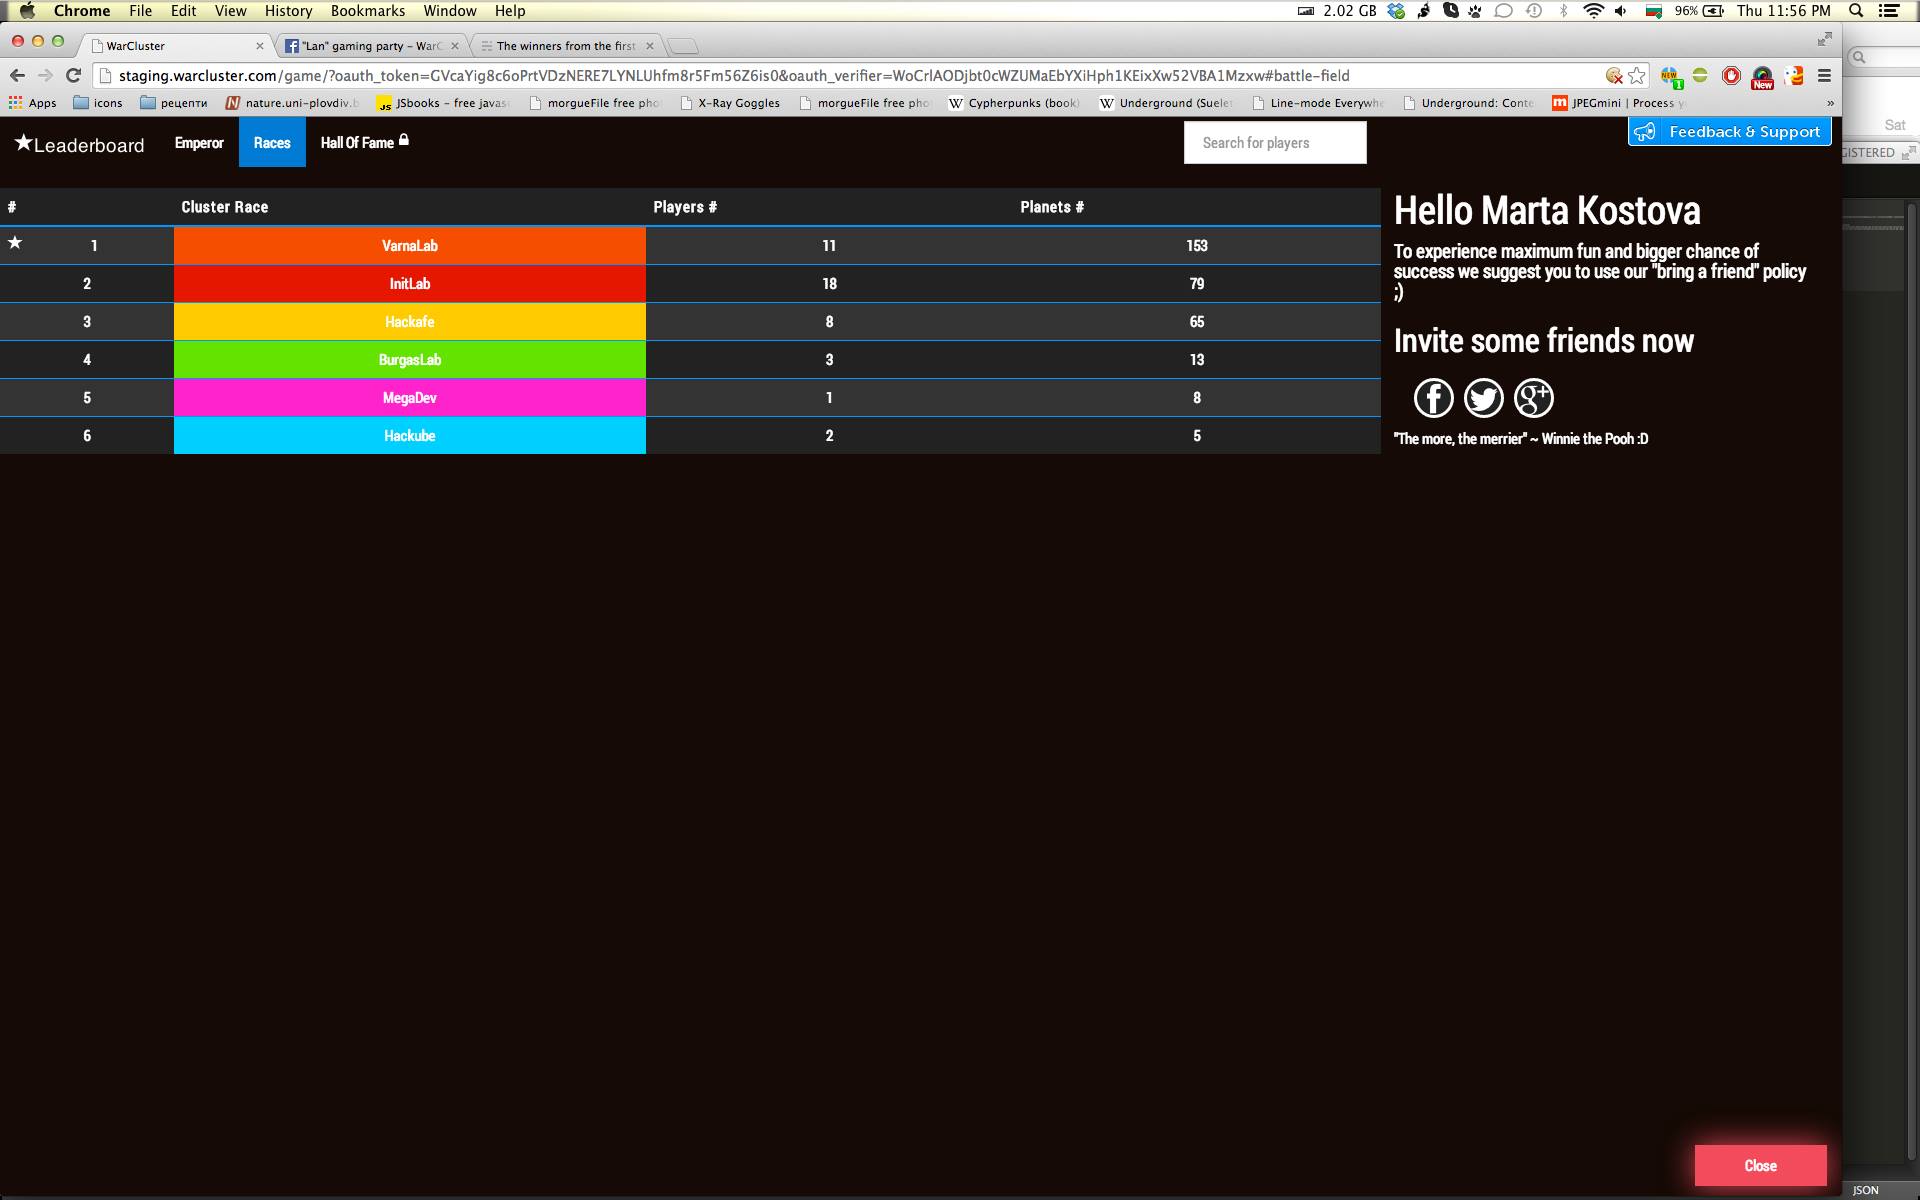 Chrome File Edit View History Bookmarks Window Help 2.02 GB 96% Thu 11:56 PM
WarCluster "Lan" gaming party – WarC The winners from the first
staging.warcluster.com/game/?oauth_token=GVcaYig8c6oPrtVDzNERE7LYNLUhfm8r5Fm56Z6is0&oauth_verifier=WoCrlAODjbt0cWZUMaEbYXiHph1KEixXw52VBA1Mzxw#battle-field NEW 1 New
Apps icons рецепти nature.uni-plovdiv.b JS JSbooks – free javas morgueFile free pho X-Ray Goggles morgueFile free pho W Cypherpunks (book) W Underground (Suele Line-mode Everywhe Underground: Conte m JPEGmini | Process y »
Sat
★Leaderboard Emperor Races Hall Of Fame Search for players Feedback & Support
GISTERED
# Cluster Race Players # Planets #
★ 1 VarnaLab 11 153
2 InitLab 18 79
3 Hackafe 8 65
4 BurgasLab 3 13
5 MegaDev 1 8
6 Hackube 2 5
Hello Marta Kostova
To experience maximum fun and bigger chance of
success we suggest you to use our "bring a friend" policy
;)
Invite some friends now
"The more, the merrier" ~ Winnie the Pooh :D
Close
JSON